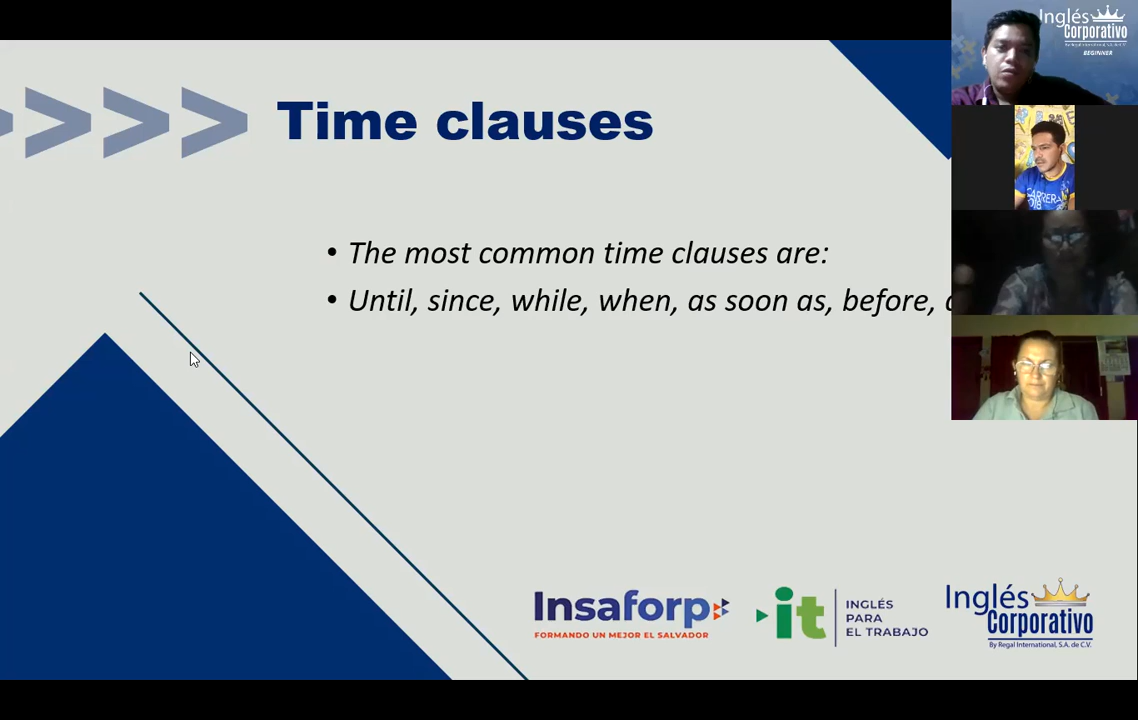 Time clauses
• The most common time clauses are:
• Until, since, while, when, as soon as, before,
Insaforp
FORMANDO UN MEJOR EL SALVADOR
it
INGLÉS
PARA
EL TRABAJO
Inglés
Corporativo
By Regal International, S.A. de C.V.
Inglés
Corporativo
By Regal International, S.A. de C.V
BEGINNER
CARRERA